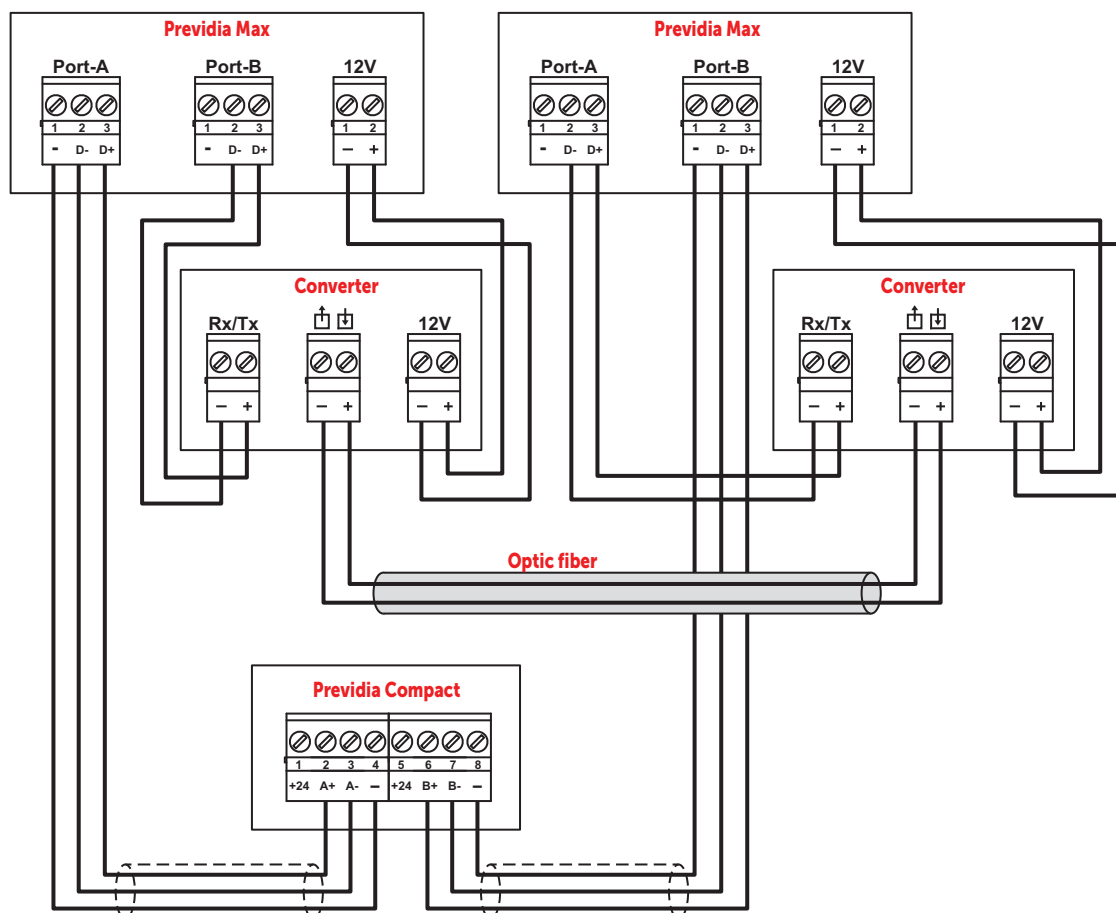 Previdia Max
Previdia Max
Port-A Port-B 12V
Port-A Port-B 12V
1 2 3 1 2 3 1 2
- D- D+ - D- D+ – +
1 2 3 1 2 3 1 2
- D- D+ - D- D+ – +
Converter
Converter
Rx/Tx 12V
Rx/Tx 12V
– + – + – +
– + – + – +
Optic fiber
Previdia Compact
1 2 3 4 5 6 7 8
+24 A+ A- – +24 B+ B- –